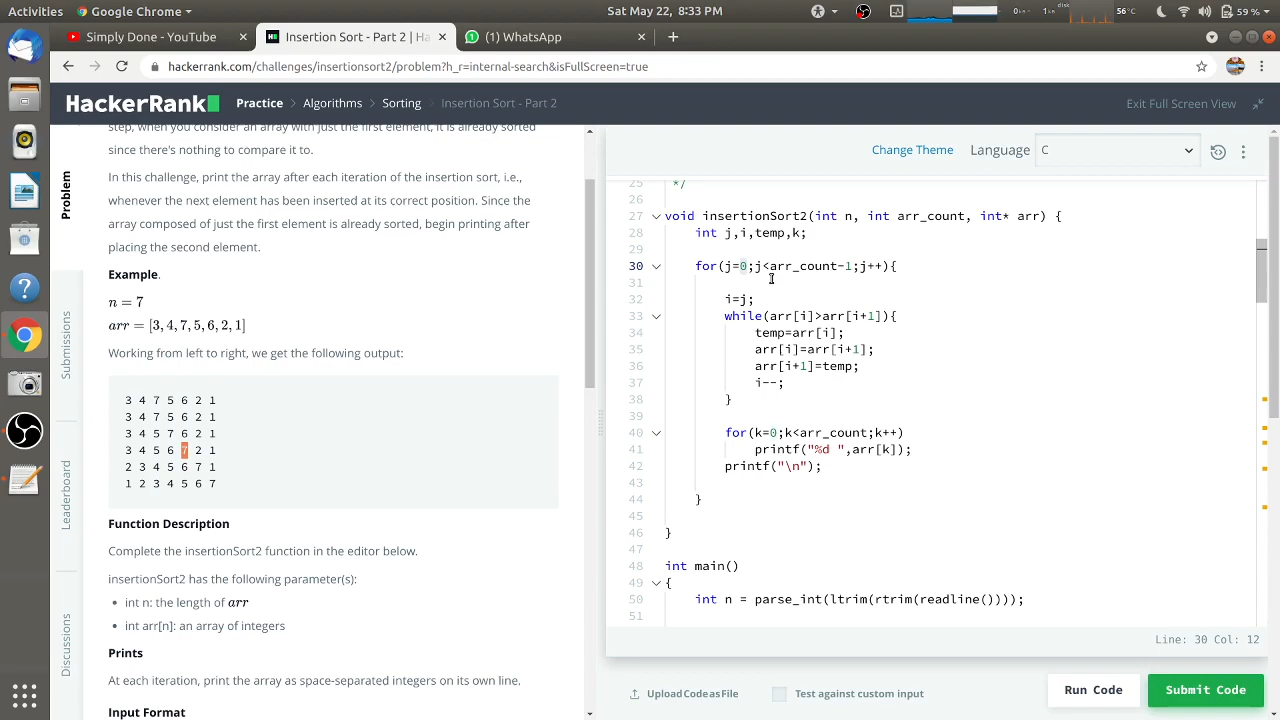 Activities
Google Chrome
Sat May 22, 8:33 PM
56°C
59 %
Simply Done - YouTube
Insertion Sort - Part 2 | Ha
(1) WhatsApp
hackerrank.com/challenges/insertionsort2/problem?h_r=internal-search&isFullScreen=true
HackerRank
Practice > Algorithms > Sorting > Insertion Sort - Part 2
Exit Full Screen View
Problem
Submissions
Leaderboard
Discussions
step, when you consider an array with just the first element, it is already sorted
since there's nothing to compare it to.
In this challenge, print the array after each iteration of the insertion sort, i.e.,
whenever the next element has been inserted at its correct position. Since the
array composed of just the first element is already sorted, begin printing after
placing the second element.
Example.
n = 7
arr = [3, 4, 7, 5, 6, 2, 1]
Working from left to right, we get the following output:
3 4 7 5 6 2 1
3 4 7 5 6 2 1
3 4 5 7 6 2 1
3 4 5 6 7 2 1
2 3 4 5 6 7 1
1 2 3 4 5 6 7
Function Description
Complete the insertionSort2 function in the editor below.
insertionSort2 has the following parameter(s):
• int n: the length of arr
• int arr[n]: an array of integers
Prints
At each iteration, print the array as space-separated integers on its own line.
Input Format
Change Theme
Language
C
25 */
26
27 void insertionSort2(int n, int arr_count, int* arr) {
28 int j,i,temp,k;
29
30 for(j=0;j<arr_count-1;j++){
31
32 i=j;
33 while(arr[i]>arr[i+1]){
34 temp=arr[i];
35 arr[i]=arr[i+1];
36 arr[i+1]=temp;
37 i--;
38 }
39
40 for(k=0;k<arr_count;k++)
41 printf("%d ",arr[k]);
42 printf("\n");
43
44 }
45
46 }
47
48 int main()
49 {
50 int n = parse_int(ltrim(rtrim(readline())));
51
Line: 30 Col: 12
Upload Code as File
Test against custom input
Run Code
Submit Code